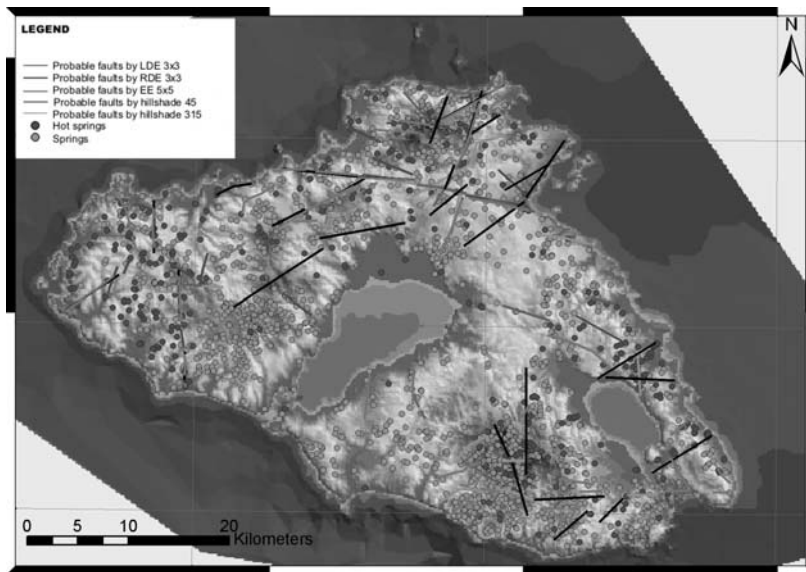 LEGEND
N
Probable faults by LDE 3x3
Probable faults by RDE 3x3
Probable faults by EE 5x5
Probable faults by hillshade 45
Probable faults by hillshade 315
Hot springs
Springs
0 5 10 20
Kilometers